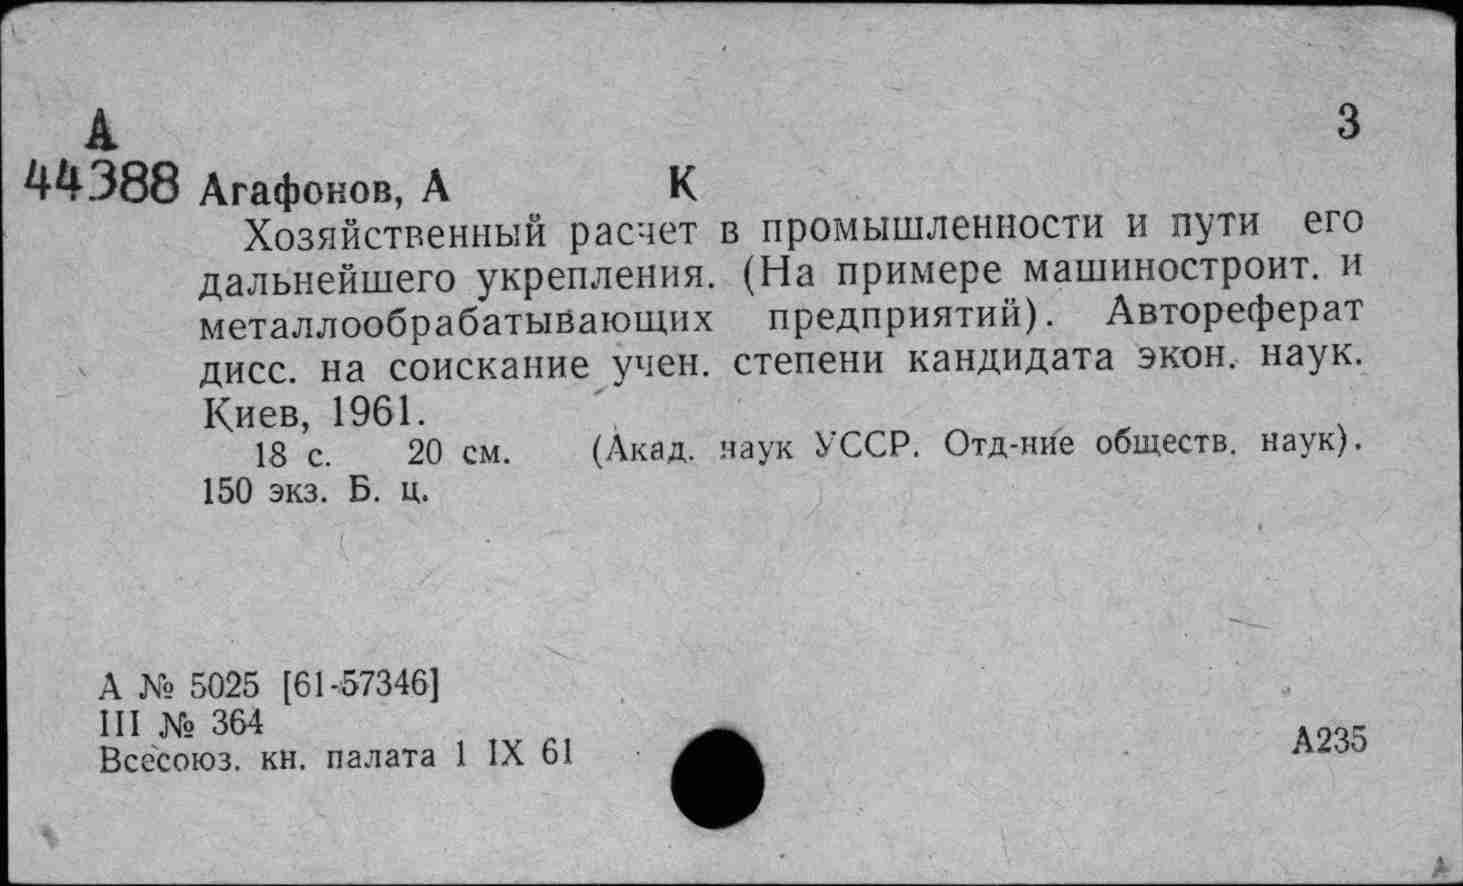 А 3
44388 Агафонов, А К
Хозяйственный расчет в промышленности и пути его
дальнейшего укрепления. (На примере машиностроит. и
металлообрабатывающих предприятий). Автореферат
дисс. на соискание учен. степени кандидата экон. наук.
Киев, 1961.
18 с. 20 см. (Акад. наук УССР. Отд-ние обществ. наук).
150 экз. Б. ц.
А № 5025 [61-57346]
III № 364
Всесоюз. кн. палата 1 IX 61
А235